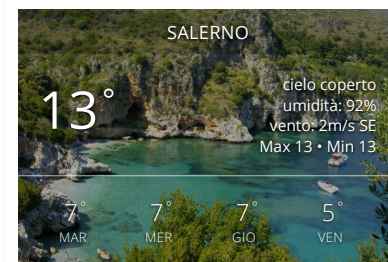 SALERNO
13°
cielo coperto
umidità: 92%
vento: 2m/s SE
Max 13 • Min 13
7° 7° 7° 5°
MAR MER GIO VEN